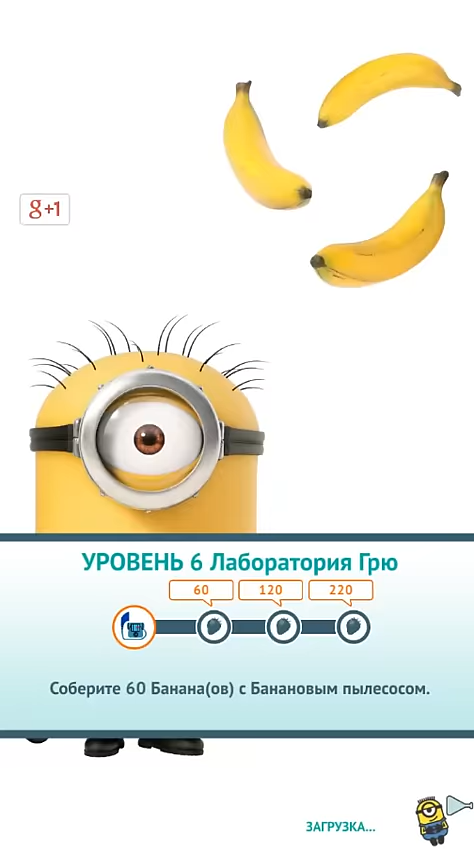 g+1
УРОВЕНЬ 6 Лаборатория Грю
60 120 220
Соберите 60 Банана(ов) с Банановым пылесосом.
ЗАГРУЗКА...